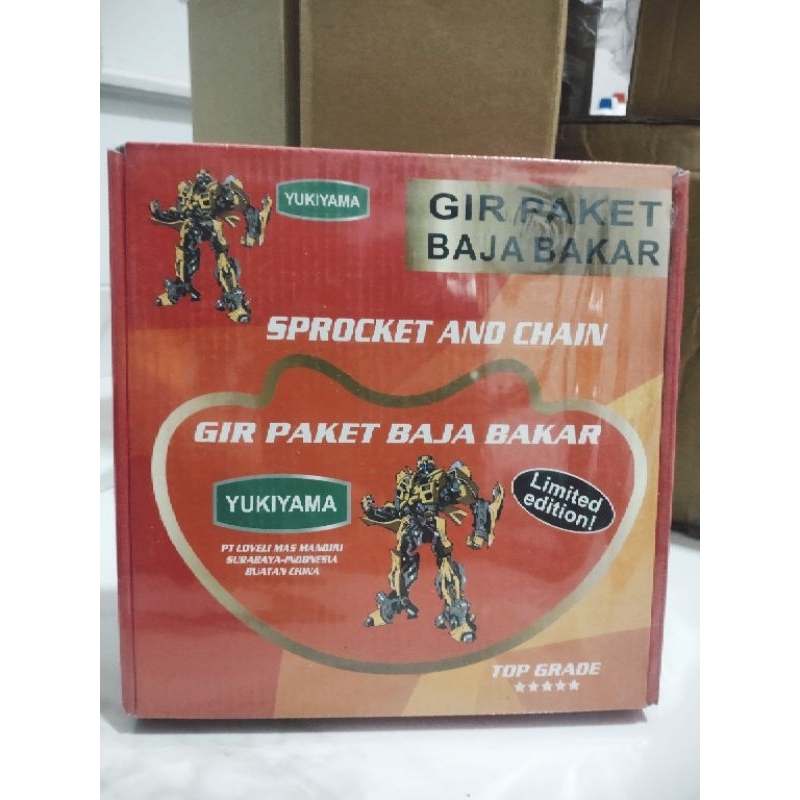 YUKIYAMA
GIR PAKET
BAJA BAKAR
SPROCKET AND CHAIN
GIR PAKET BAJA BAKAR
YUKIYAMA
Limited
edition!
PT LOVELI MAS MANDIRI
SURABAYA-INDONESIA
BUATAN CHINA
TOP GRADE